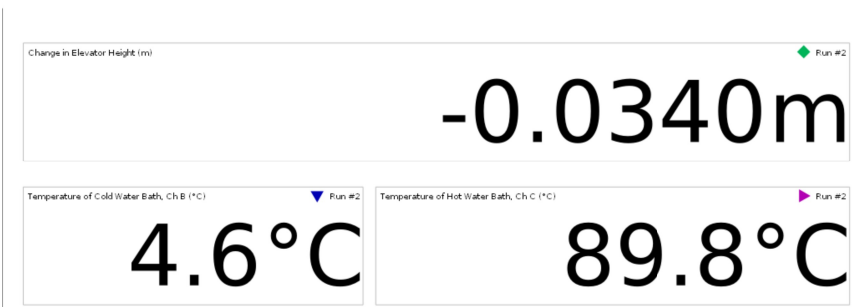 Change in Elevator Height (m) Run #2
-0.0340m
Temperature of Cold Water Bath, Ch B (°C) Run #2
4.6°C
Temperature of Hot Water Bath, Ch C (°C) Run #2
89.8°C